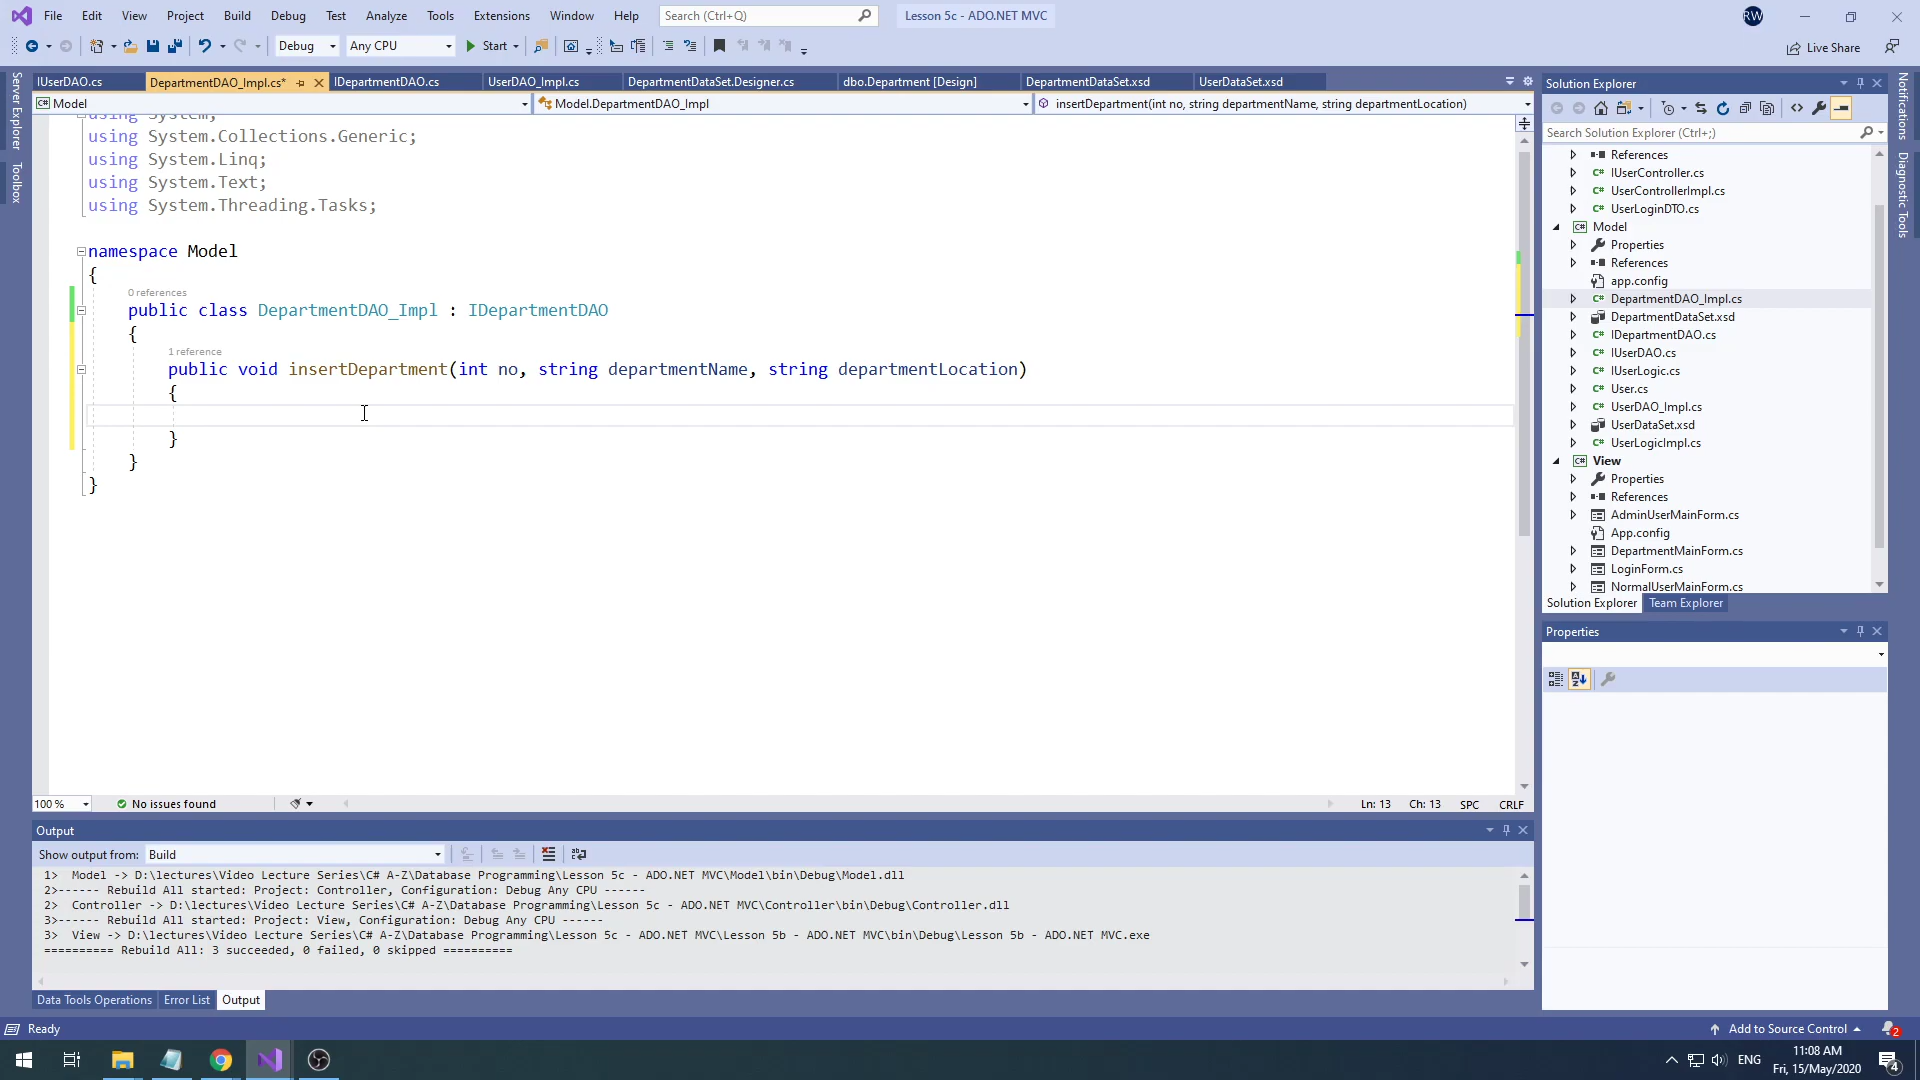 File Edit View Project Build Debug Test Analyze Tools Extensions Window Help Search (Ctrl+Q) Lesson 5c - ADO.NET MVC RW
Debug Any CPU Start Live Share
IUserDAO.cs DepartmentDAO_Impl.cs* IDepartmentDAO.cs UserDAO_Impl.cs DepartmentDataSet.Designer.cs dbo.Department [Design] DepartmentDataSet.xsd UserDataSet.xsd
Model Model.DepartmentDAO_Impl insertDepartment(int no, string departmentName, string departmentLocation)
Server Explorer
Toolbox
using System;
using System.Collections.Generic;
using System.Linq;
using System.Text;
using System.Threading.Tasks;
namespace Model
{
0 references
public class DepartmentDAO_Impl : IDepartmentDAO
{
1 reference
public void insertDepartment(int no, string departmentName, string departmentLocation)
{
}
}
}
100 % No issues found Ln: 13 Ch: 13 SPC CRLF
Output
Show output from: Build
1> Model -> D:\lectures\Video Lecture Series\C# A-Z\Database Programming\Lesson 5c - ADO.NET MVC\Model\bin\Debug\Model.dll
2>------ Rebuild All started: Project: Controller, Configuration: Debug Any CPU ------
2> Controller -> D:\lectures\Video Lecture Series\C# A-Z\Database Programming\Lesson 5c - ADO.NET MVC\Controller\bin\Debug\Controller.dll
3>------ Rebuild All started: Project: View, Configuration: Debug Any CPU ------
3> View -> D:\lectures\Video Lecture Series\C# A-Z\Database Programming\Lesson 5c - ADO.NET MVC\Lesson 5b - ADO.NET MVC\bin\Debug\Lesson 5b - ADO.NET MVC.exe
========== Rebuild All: 3 succeeded, 0 failed, 0 skipped ==========
Data Tools Operations Error List Output
Solution Explorer
Search Solution Explorer (Ctrl+;)
References
C# IUserController.cs
C# UserControllerImpl.cs
C# UserLoginDTO.cs
C# Model
Properties
References
app.config
C# DepartmentDAO_Impl.cs
DepartmentDataSet.xsd
C# IDepartmentDAO.cs
C# IUserDAO.cs
C# IUserLogic.cs
C# User.cs
C# UserDAO_Impl.cs
UserDataSet.xsd
C# UserLogicImpl.cs
C# View
Properties
References
AdminUserMainForm.cs
App.config
DepartmentMainForm.cs
LoginForm.cs
NormalUserMainForm.cs
Solution Explorer Team Explorer
Properties
Notifications
Diagnostic Tools
Ready Add to Source Control 2
ENG 11:08 AM
Fri, 15/May/2020 4